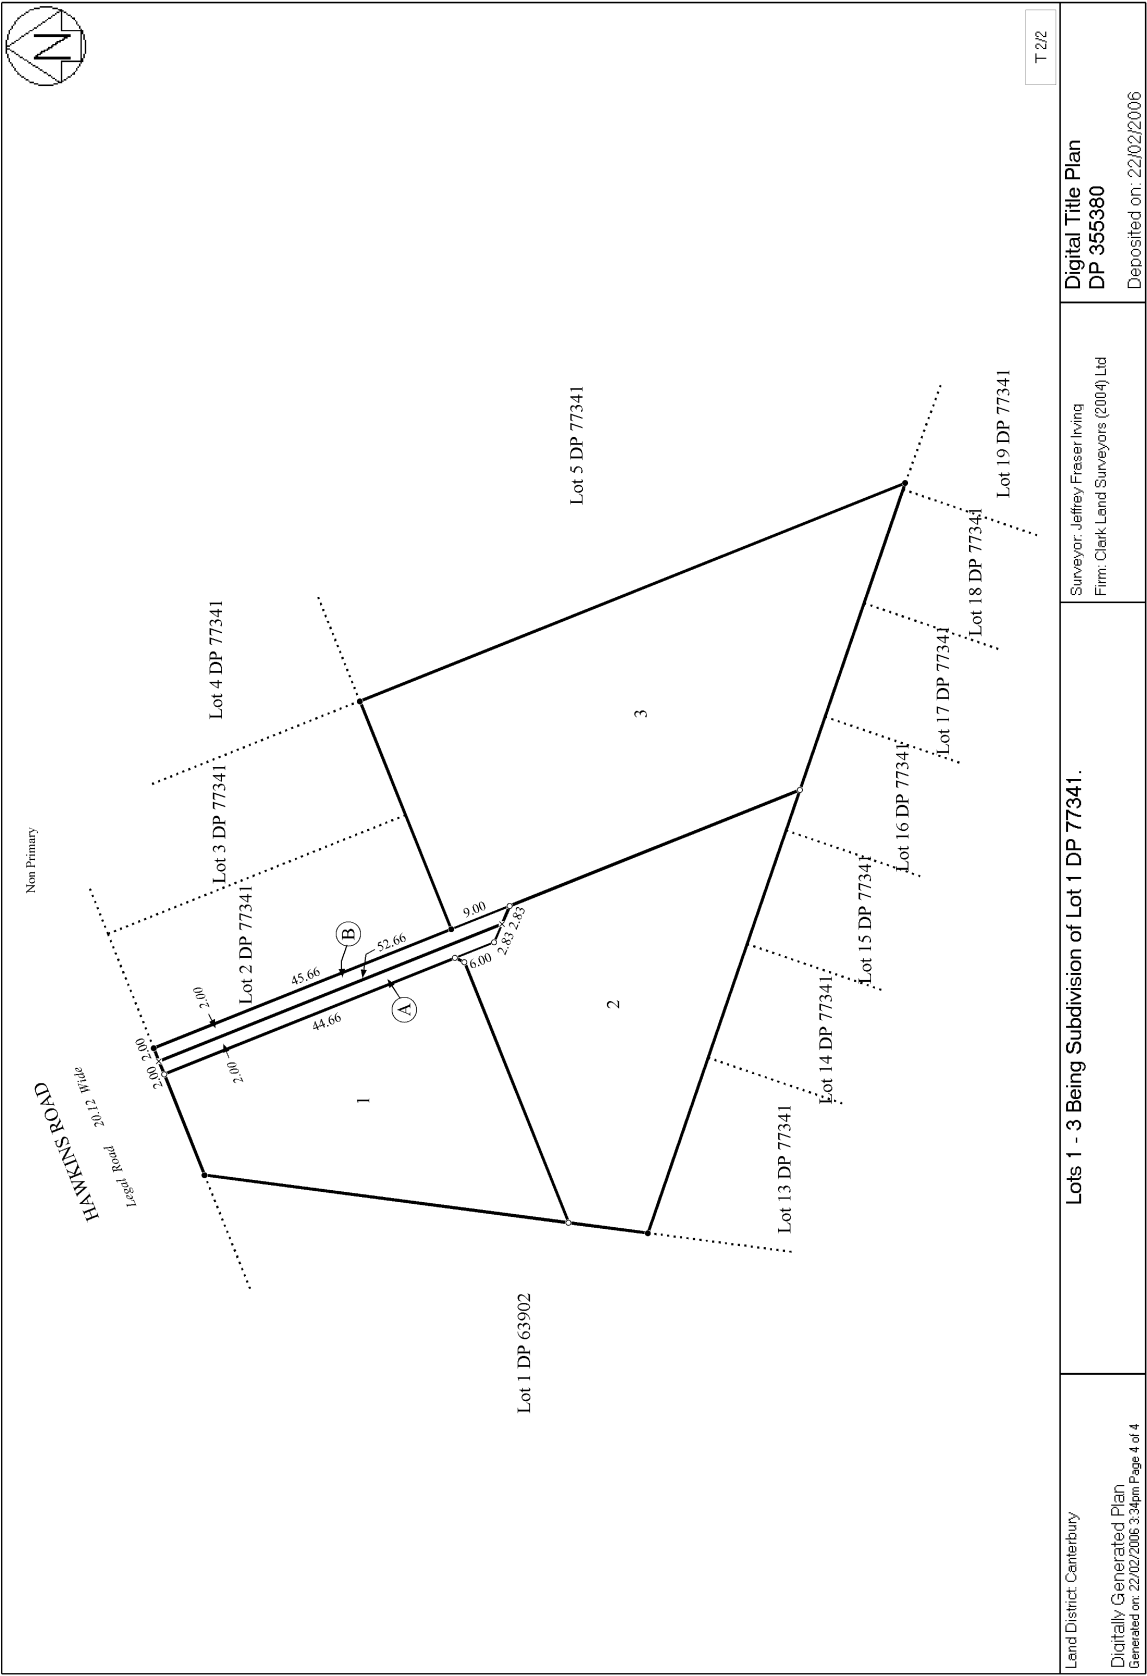 N
T 2/2
Non Primary
HAWKINS ROAD
Legal Road 20.12 Wide
Lot 4 DP 77341
Lot 3 DP 77341
Lot 2 DP 77341
Lot 5 DP 77341
2.00
2.00
2.00
2.00
45.66
B
52.66
44.66
A
9.00
6.00
2.83
2.83
1
2
3
Lot 1 DP 63902
Lot 13 DP 77341
Lot 14 DP 77341
Lot 15 DP 77341
Lot 16 DP 77341
Lot 17 DP 77341
Lot 18 DP 77341
Lot 19 DP 77341
Land District: Canterbury
Digitally Generated Plan
Generated on: 22/02/2006 3:34pm Page 4 of 4
Lots 1 - 3 Being Subdivision of Lot 1 DP 77341.
Surveyor: Jeffrey Fraser Irving
Firm: Clark Land Surveyors (2004) Ltd
Digital Title Plan
DP 355380
Deposited on: 22/02/2006